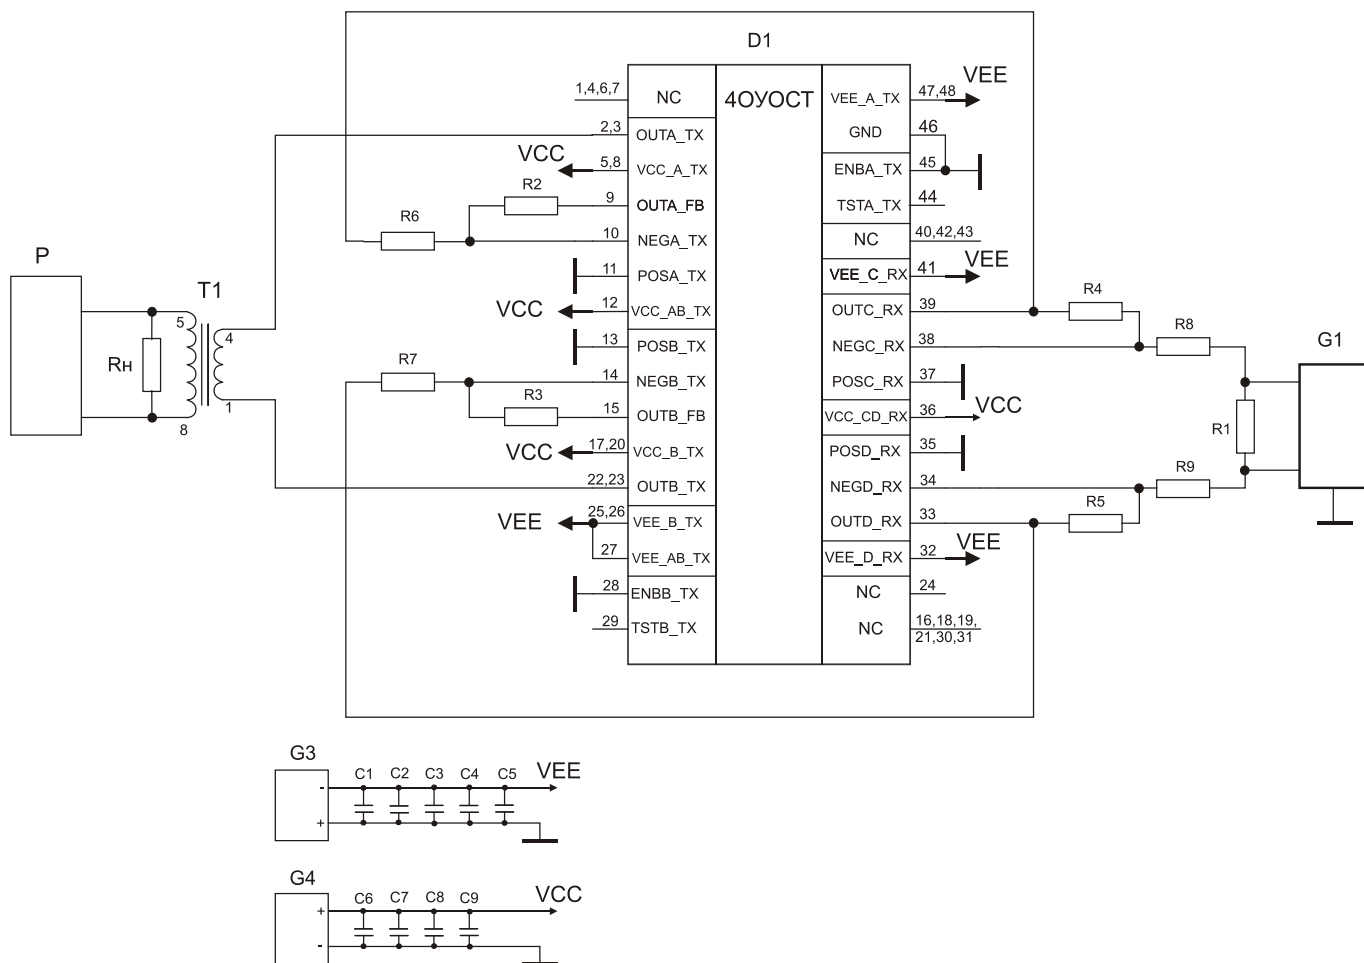 D1
4ОУОСТ
1,4,6,7 NC
2,3 OUTA_TX
VCC 5,8 VCC_A_TX
R2 9 OUTA_FB
R6 10 NEGA_TX
11 POSA_TX
VCC 12 VCC_AB_TX
13 POSB_TX
R7 14 NEGB_TX
R3 15 OUTB_FB
VCC 17,20 VCC_B_TX
22,23 OUTB_TX
VEE 25,26 VEE_B_TX
27 VEE_AB_TX
28 ENBB_TX
29 TSTB_TX
VEE_A_TX 47,48 VEE
GND 46
ENBA_TX 45
TSTA_TX 44
NC 40,42,43
VEE_C_RX 41 VEE
OUTC_RX 39 R4
NEGC_RX 38 R8
POSC_RX 37
VCC_CD_RX 36 VCC
POSD_RX 35
NEGD_RX 34 R9
OUTD_RX 33 R5
VEE_D_RX 32 VEE
NC 24
NC 16,18,19,
21,30,31
P
T1
Rн
5
4
1
8
G1
R1
G3
- C1 C2 C3 C4 C5 VEE
+
G4
+ C6 C7 C8 C9 VCC
-